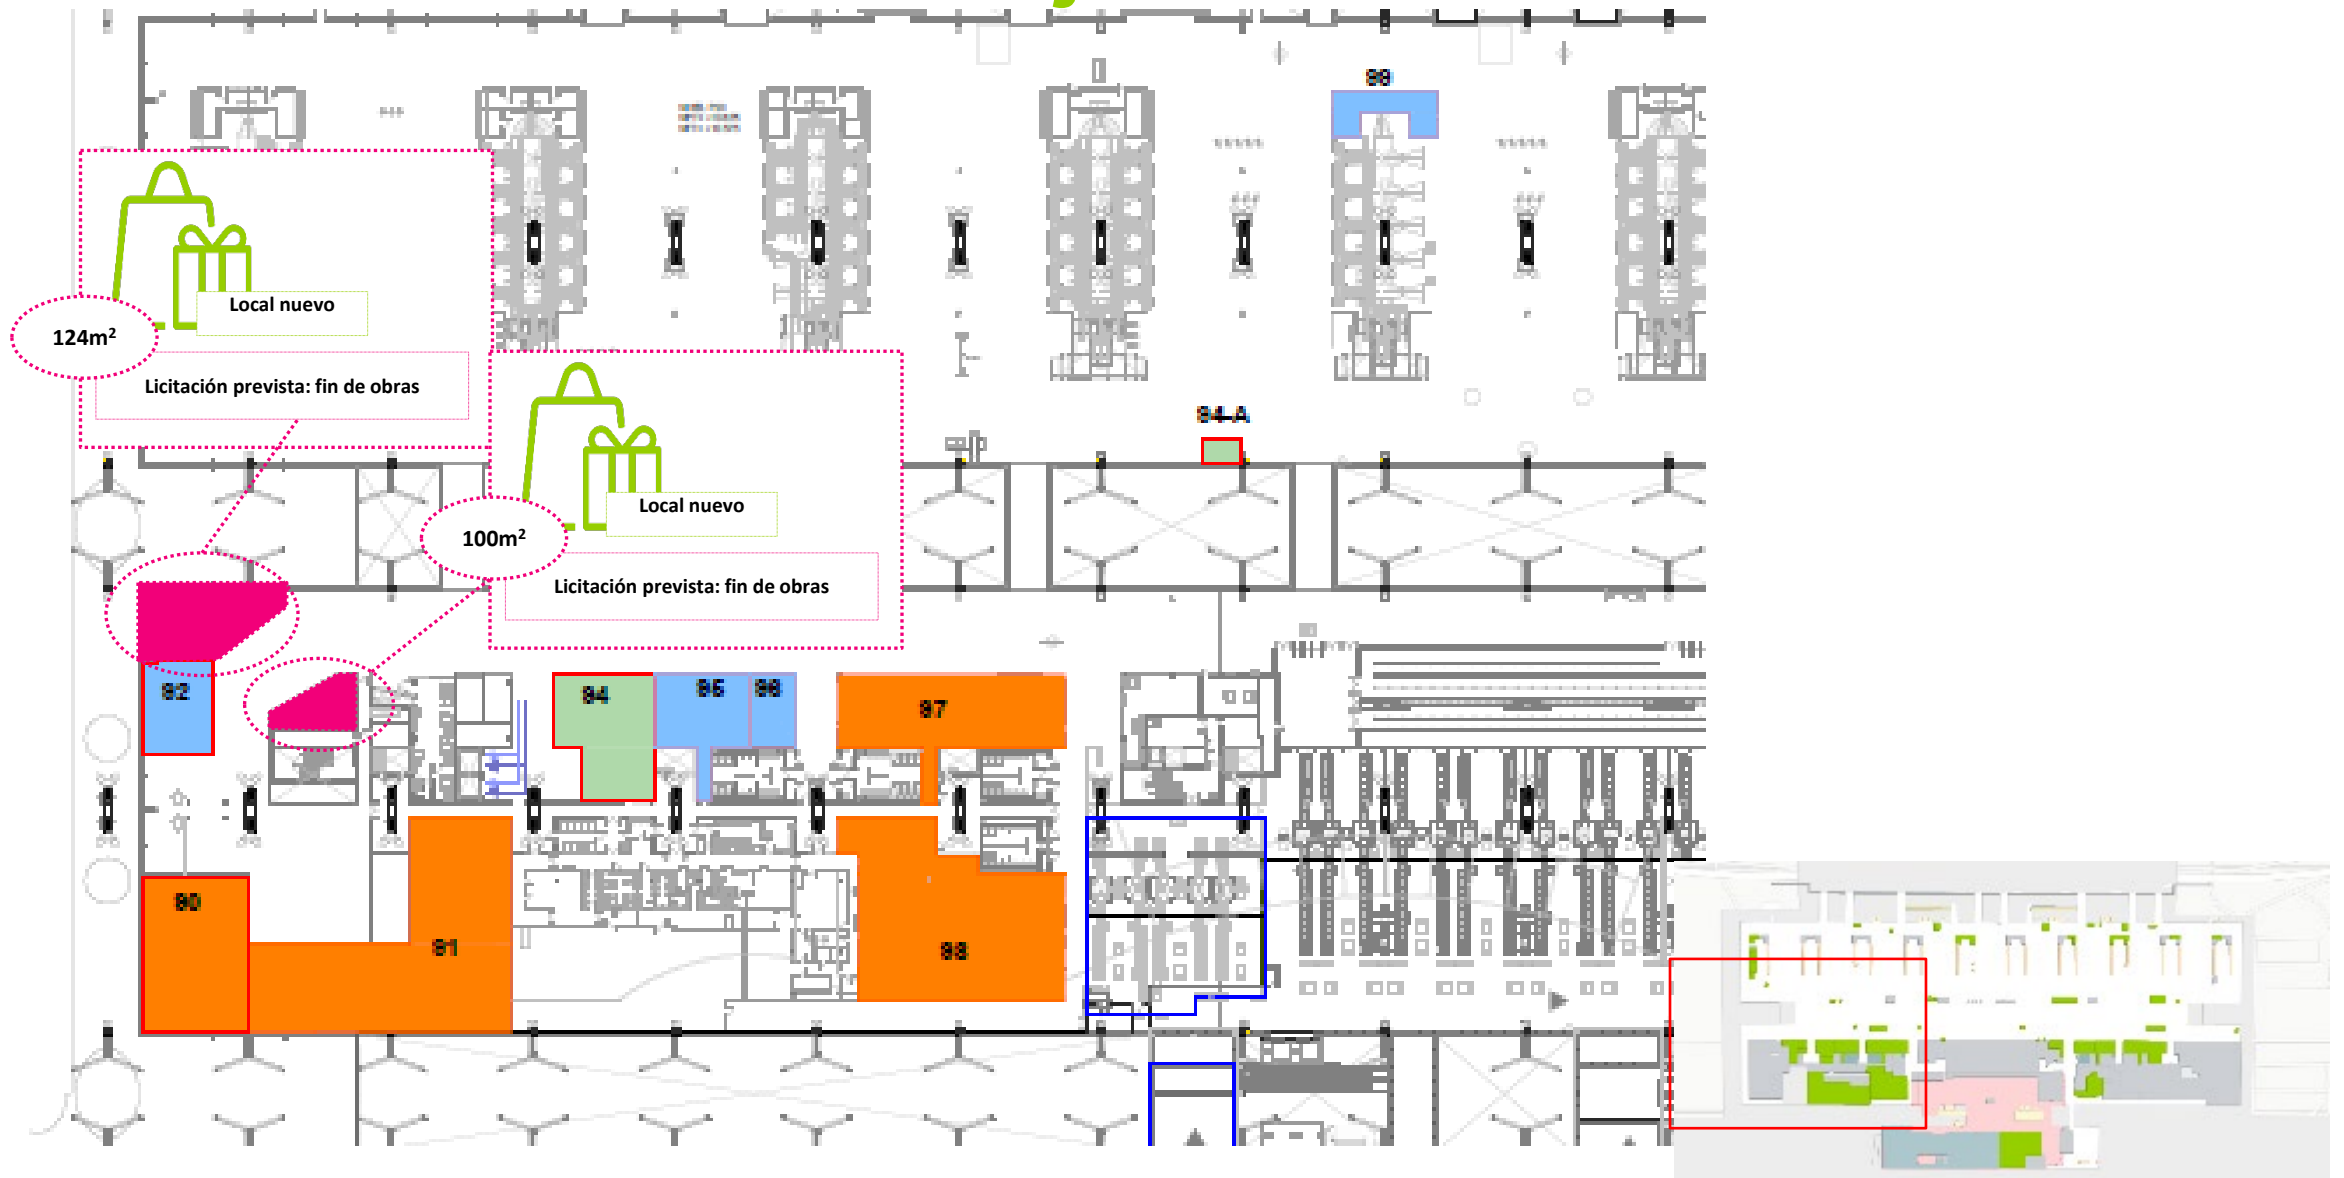 99
Local nuevo
124m²
Licitación prevista: fin de obras
94-A
Local nuevo
100m²
Licitación prevista: fin de obras
92
94
95
96
97
90
91
98